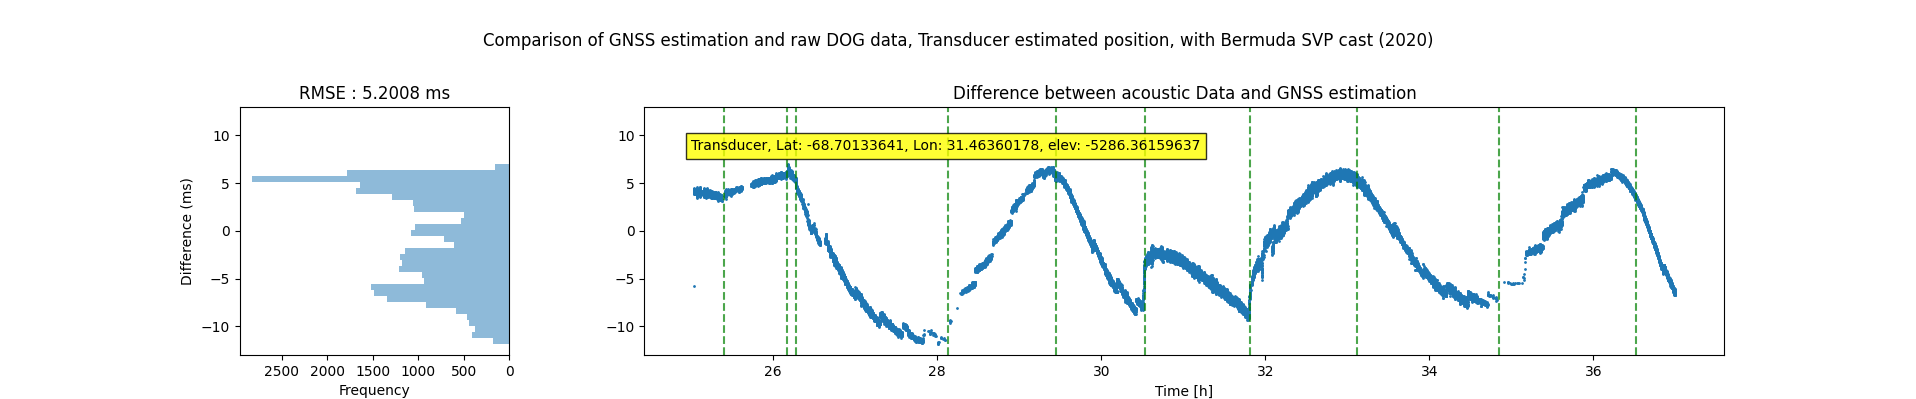 Comparison of GNSS estimation and raw DOG data, Transducer estimated position, with Bermuda SVP cast (2020)
RMSE : 5.2008 ms
Difference (ms)
10
5
0
−5
−10
2500 2000 1500 1000 500 0
Frequency
Difference between acoustic Data and GNSS estimation
Transducer, Lat: -68.70133641, Lon: 31.46360178, elev: -5286.36159637
10
5
0
−5
−10
26 28 30 32 34 36
Time [h]